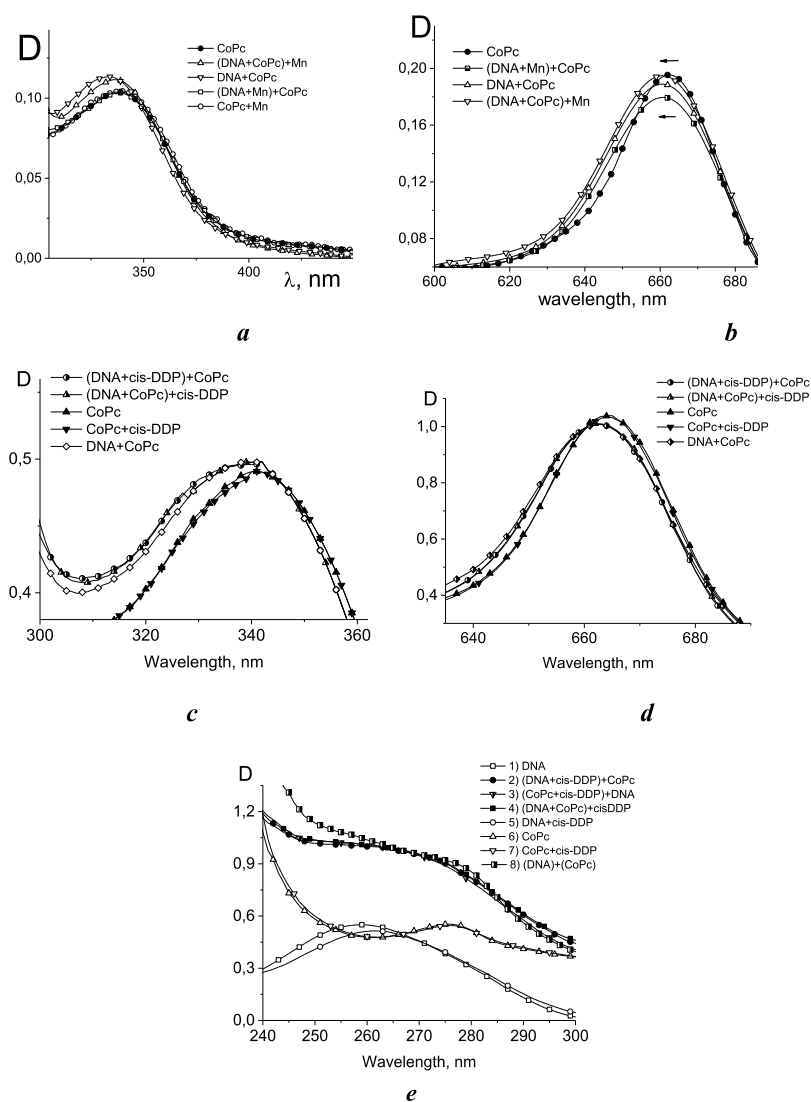 D
CoPc
(DNA+CoPc)+Mn
DNA+CoPc
(DNA+Mn)+CoPc
CoPc+Mn
0,10
0,05
0,00
350
400
λ, nm
a
D
CoPc
(DNA+Mn)+CoPc
DNA+CoPc
(DNA+CoPc)+Mn
0,20
0,16
0,12
0,08
600
620
640
660
680
wavelength, nm
b
D
(DNA+cis-DDP)+CoPc
(DNA+CoPc)+cis-DDP
CoPc
CoPc+cis-DDP
DNA+CoPc
0,5
0,4
300
320
340
360
Wavelength, nm
c
D
(DNA+cis-DDP)+CoPc
(DNA+CoPc)+cis-DDP
CoPc
CoPc+cis-DDP
DNA+CoPc
1,0
0,8
0,6
0,4
640
660
680
Wavelength, nm
d
D
1) DNA
2) (DNA+cis-DDP)+CoPc
3) (CoPc+cis-DDP)+DNA
4) (DNA+CoPc)+cisDDP
5) DNA+cis-DDP
6) CoPc
7) CoPc+cis-DDP
8) (DNA)+(CoPc)
1,2
0,9
0,6
0,3
0,0
240
250
260
270
280
290
300
Wavelength, nm
e